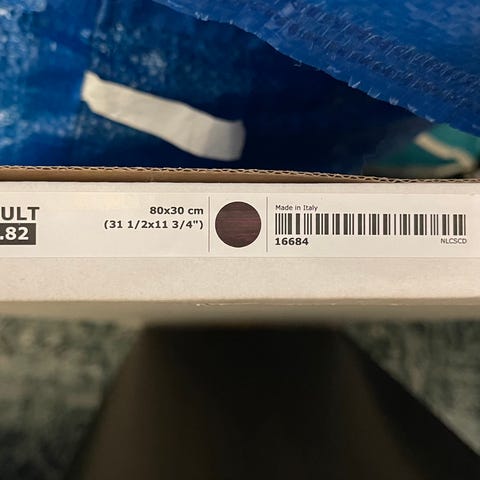 ULT
.82
80x30 cm
(31 1/2x11 3/4")
Made in Italy
16684
NLCSCD